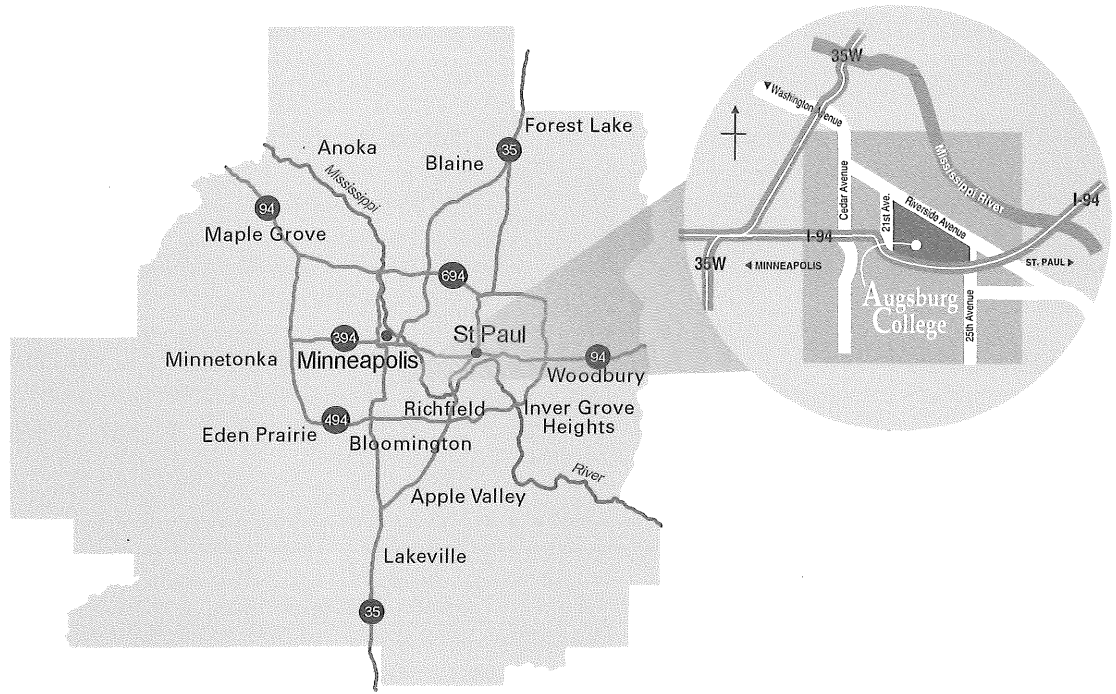 Forest Lake
Anoka
35
Blaine
Mississippi
94
Maple Grove
694
394
St Paul
Minnetonka
Minneapolis
94
Woodbury
Richfield
Inver Grove
Heights
494
Eden Prairie
Bloomington
River
Apple Valley
Lakeville
35
35W
Washington Avenue
Mississippi River
Cedar Avenue
21st Ave.
Riverside Avenue
I-94
I-94
35W
MINNEAPOLIS
ST. PAUL
Augsburg
College
25th Avenue